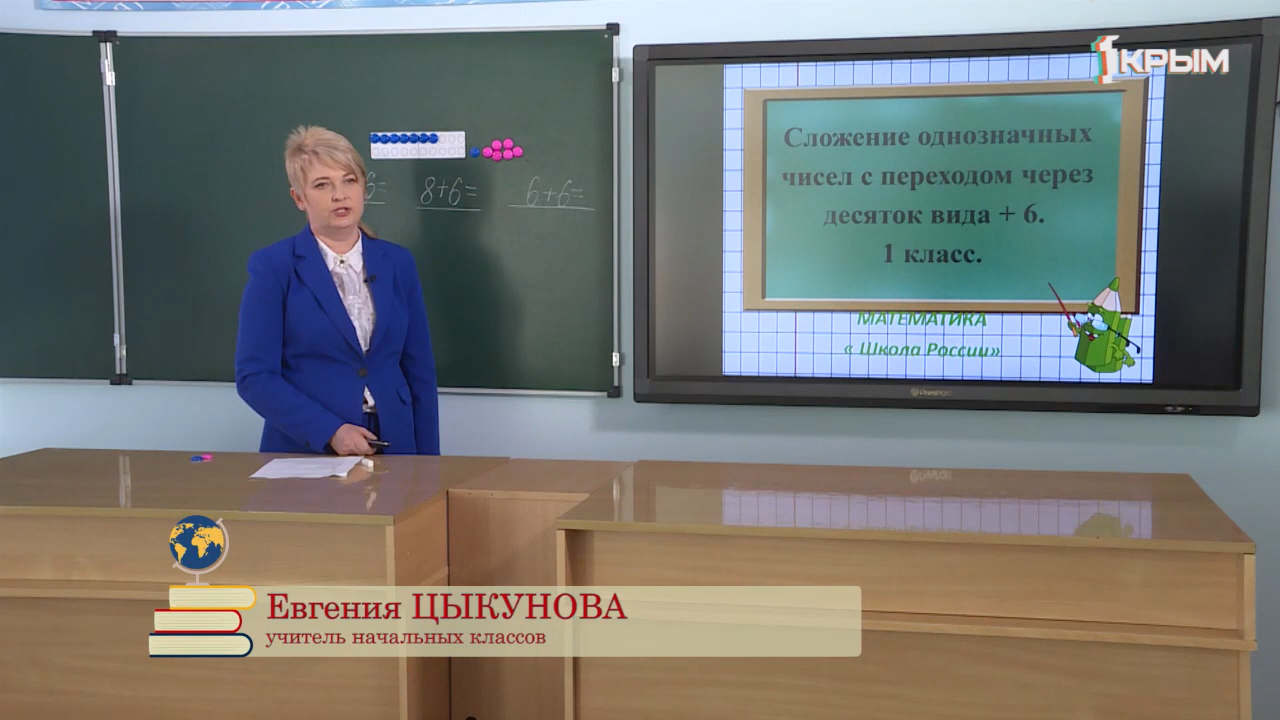 1КРЫМ
6=
8+6=
6+6=
Сложение однозначных
чисел с переходом через
десяток вида + 6.
1 класс.
МАТЕМАТИКА
« Школа России»
Евгения ЦЫКУНОВА
учитель начальных классов